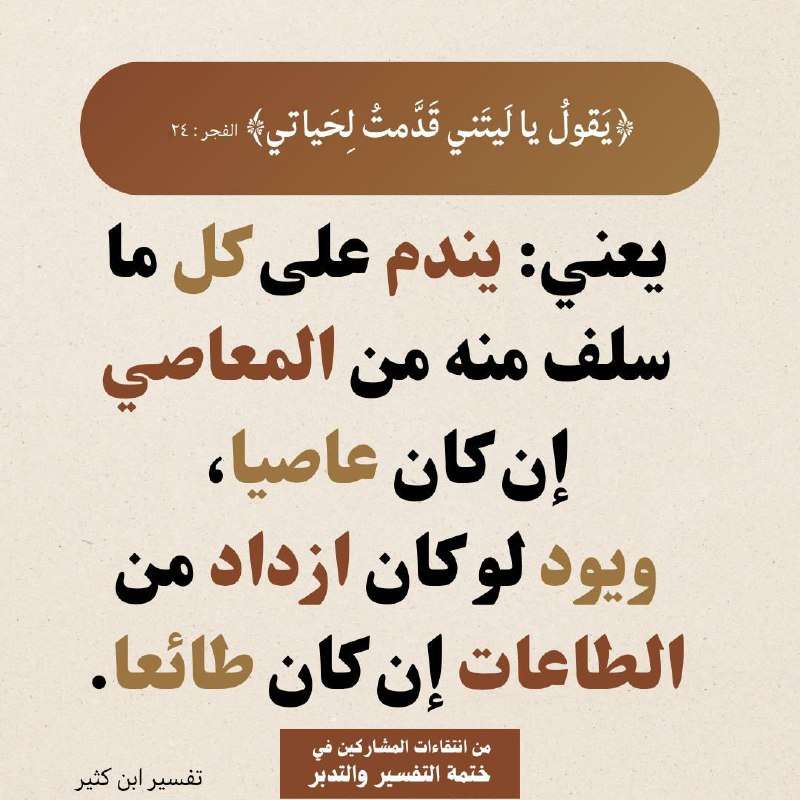 ﴿يَقولُ يا لَيتَني قَدَّمتُ لِحَياتي﴾ الفجر: ٢٤
يعني: يندم على كل ما
سلف منه من المعاصي
إن كان عاصيا،
ويود لو كان ازداد من
الطاعات إن كان طائعا.
من انتقاءات المشاركين في
ختمة التفسير والتدبر
تفسير ابن كثير